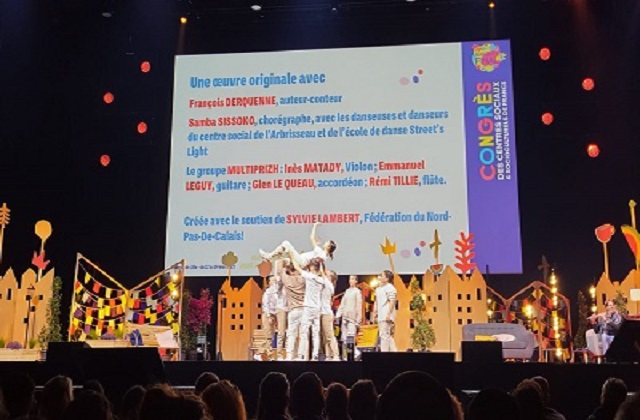 Une œuvre originale avec
François DERQUENNE, auteur-conteur
Samba SISSOKO, chorégraphe, avec les danseuses et danseurs
du centre social de l'Arbrisseau et de l'école de danse Street's
Light
Le groupe MULTIPRIZH : Inès MATADY, Violon ; Emmanuel
LEGUY, guitare ; Glen LE QUEAU, accordéon ; Rémi TILLIE, flûte.
Créée avec le soutien de SYLVIE LAMBERT, Fédération du Nord-
Pas-De-Calais!
CONGRÈS
DES CENTRES SOCIAUX
& SOCIOCULTURELS DE FRANCE